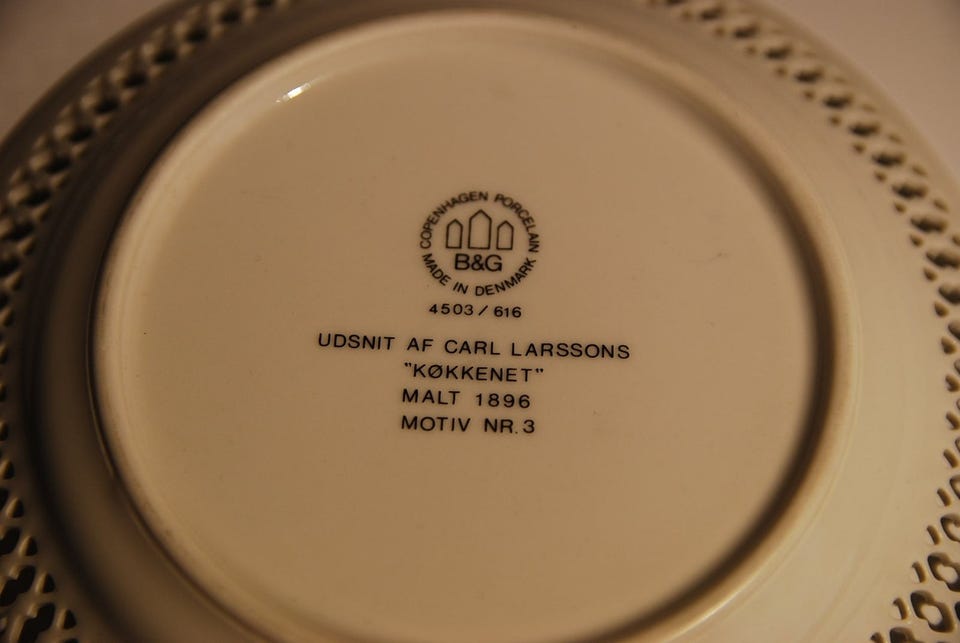 COPENHAGEN PORCELAIN
B&G
MADE IN DENMARK
4503/616
UDSNIT AF CARL LARSSONS
"KØKKENET"
MALT 1896
MOTIV NR.3